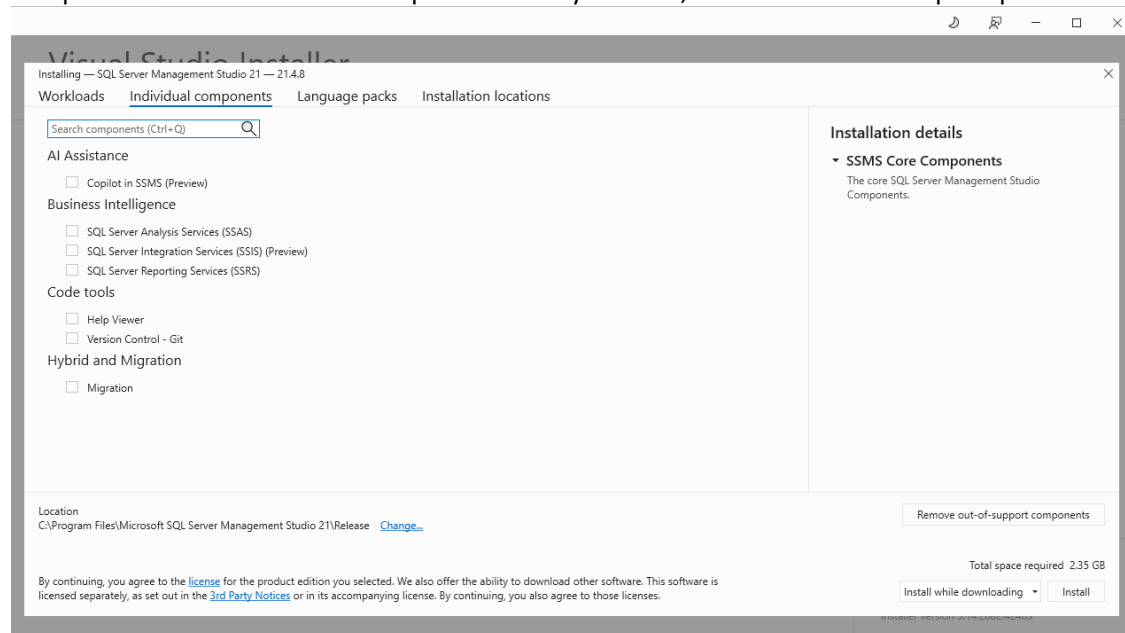 Visual Studio Installer
Installing — SQL Server Management Studio 21 — 21.4.8
Workloads Individual components Language packs Installation locations
Search components (Ctrl+Q)
AI Assistance
Copilot in SSMS (Preview)
Business Intelligence
SQL Server Analysis Services (SSAS)
SQL Server Integration Services (SSIS) (Preview)
SQL Server Reporting Services (SSRS)
Code tools
Help Viewer
Version Control - Git
Hybrid and Migration
Migration
Installation details
SSMS Core Components
The core SQL Server Management Studio
Components.
Location
C:\Program Files\Microsoft SQL Server Management Studio 21\Release Change...
Remove out-of-support components
Total space required 2.35 GB
By continuing, you agree to the license for the product edition you selected. We also offer the ability to download other software. This software is
licensed separately, as set out in the 3rd Party Notices or in its accompanying license. By continuing, you also agree to those licenses.
Install while downloading Install